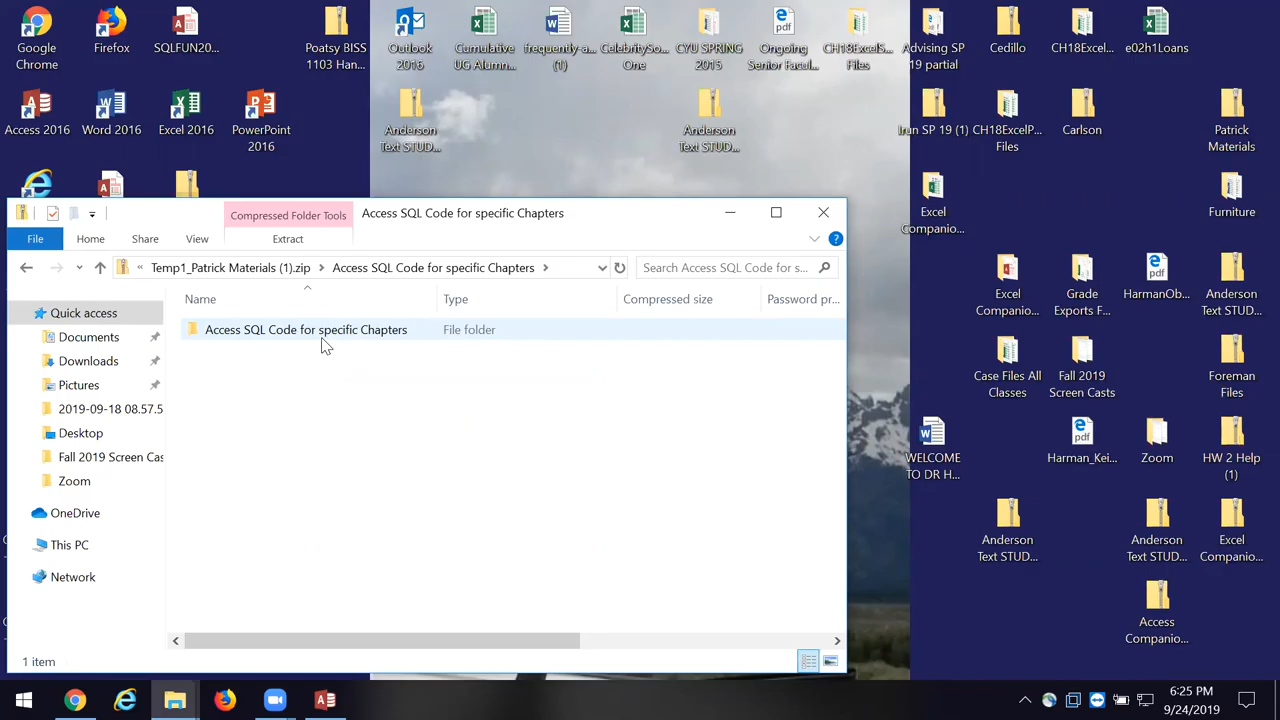 Google
Chrome
Firefox
SQLFUN20...
Poatsy BISS
1103 Han...
Outlook
2016
Cumulative
UG Alumn...
frequently-a...
(1)
CelebritySo...
One
CYU SPRING
2015
Ongoing
Senior Facul...
CH18ExcelS...
Files
Advising SP
19 partial
Cedillo
CH18Excel...
e02h1Loans
Access 2016
Word 2016
Excel 2016
PowerPoint
2016
Anderson
Text STUD...
Anderson
Text STUD...
Irun SP 19 (1)
CH18ExcelP...
Files
Carlson
Patrick
Materials
Compressed Folder Tools
Access SQL Code for specific Chapters
File
Home
Share
View
Extract
Temp1_Patrick Materials (1).zip
Access SQL Code for specific Chapters
Search Access SQL Code for s...
Name
Type
Compressed size
Password pr...
Access SQL Code for specific Chapters
File folder
Quick access
Documents
Downloads
Pictures
2019-09-18 08.57.5
Desktop
Fall 2019 Screen Cas
Zoom
OneDrive
This PC
Network
1 item
Excel
Companio...
Furniture
Excel
Companio...
Grade
Exports F...
HarmanOb...
Anderson
Text STUD...
Case Files All
Classes
Fall 2019
Screen Casts
Foreman
Files
WELCOME
TO DR H...
Harman_Kei...
Zoom
HW 2 Help
(1)
Anderson
Text STUD...
Anderson
Text STUD...
Excel
Companio...
Access
Companio...
6:25 PM
9/24/2019